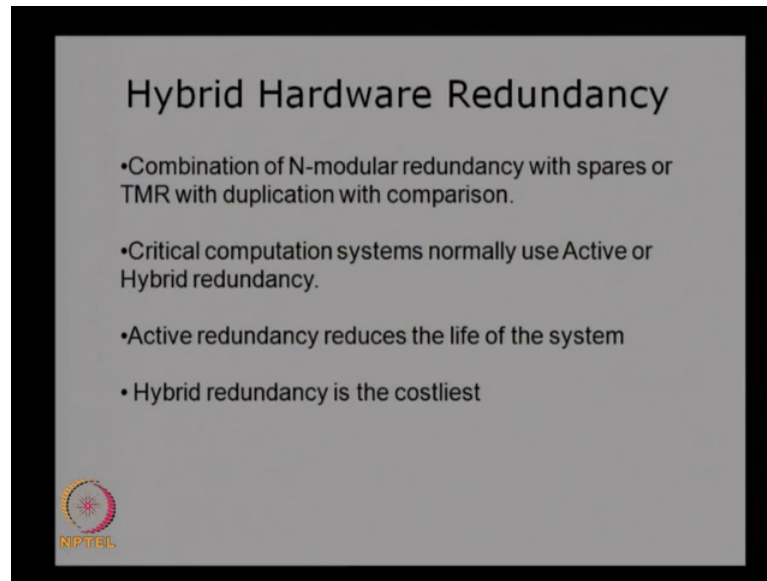 Hybrid Hardware Redundancy
•Combination of N-modular redundancy with spares or
TMR with duplication with comparison.
•Critical computation systems normally use Active or
Hybrid redundancy.
•Active redundancy reduces the life of the system
• Hybrid redundancy is the costliest
NPTEL